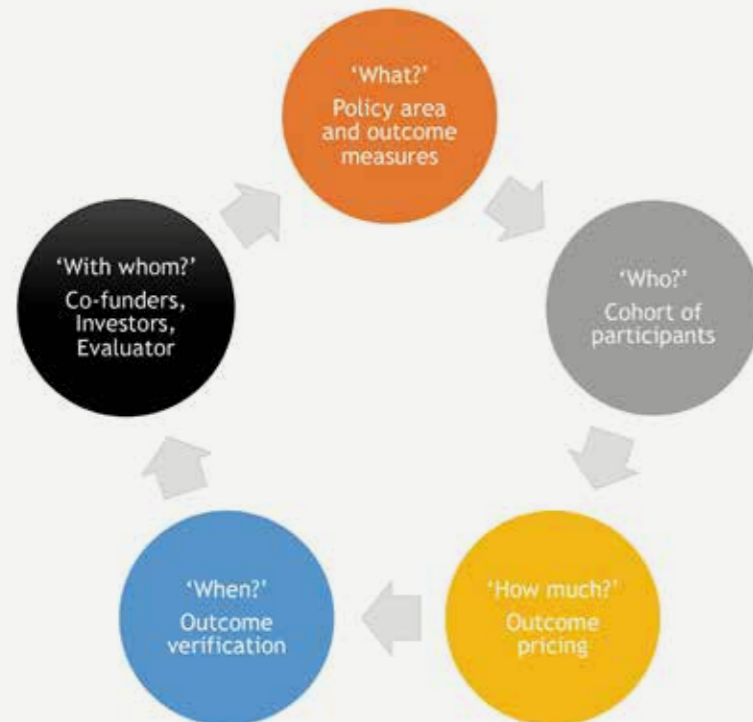 ‘What?’
Policy area
and outcome
measures
‘Who?’
Cohort of
participants
‘How much?’
Outcome
pricing
‘When?’
Outcome
verification
‘With whom?’
Co-funders,
Investors,
Evaluator